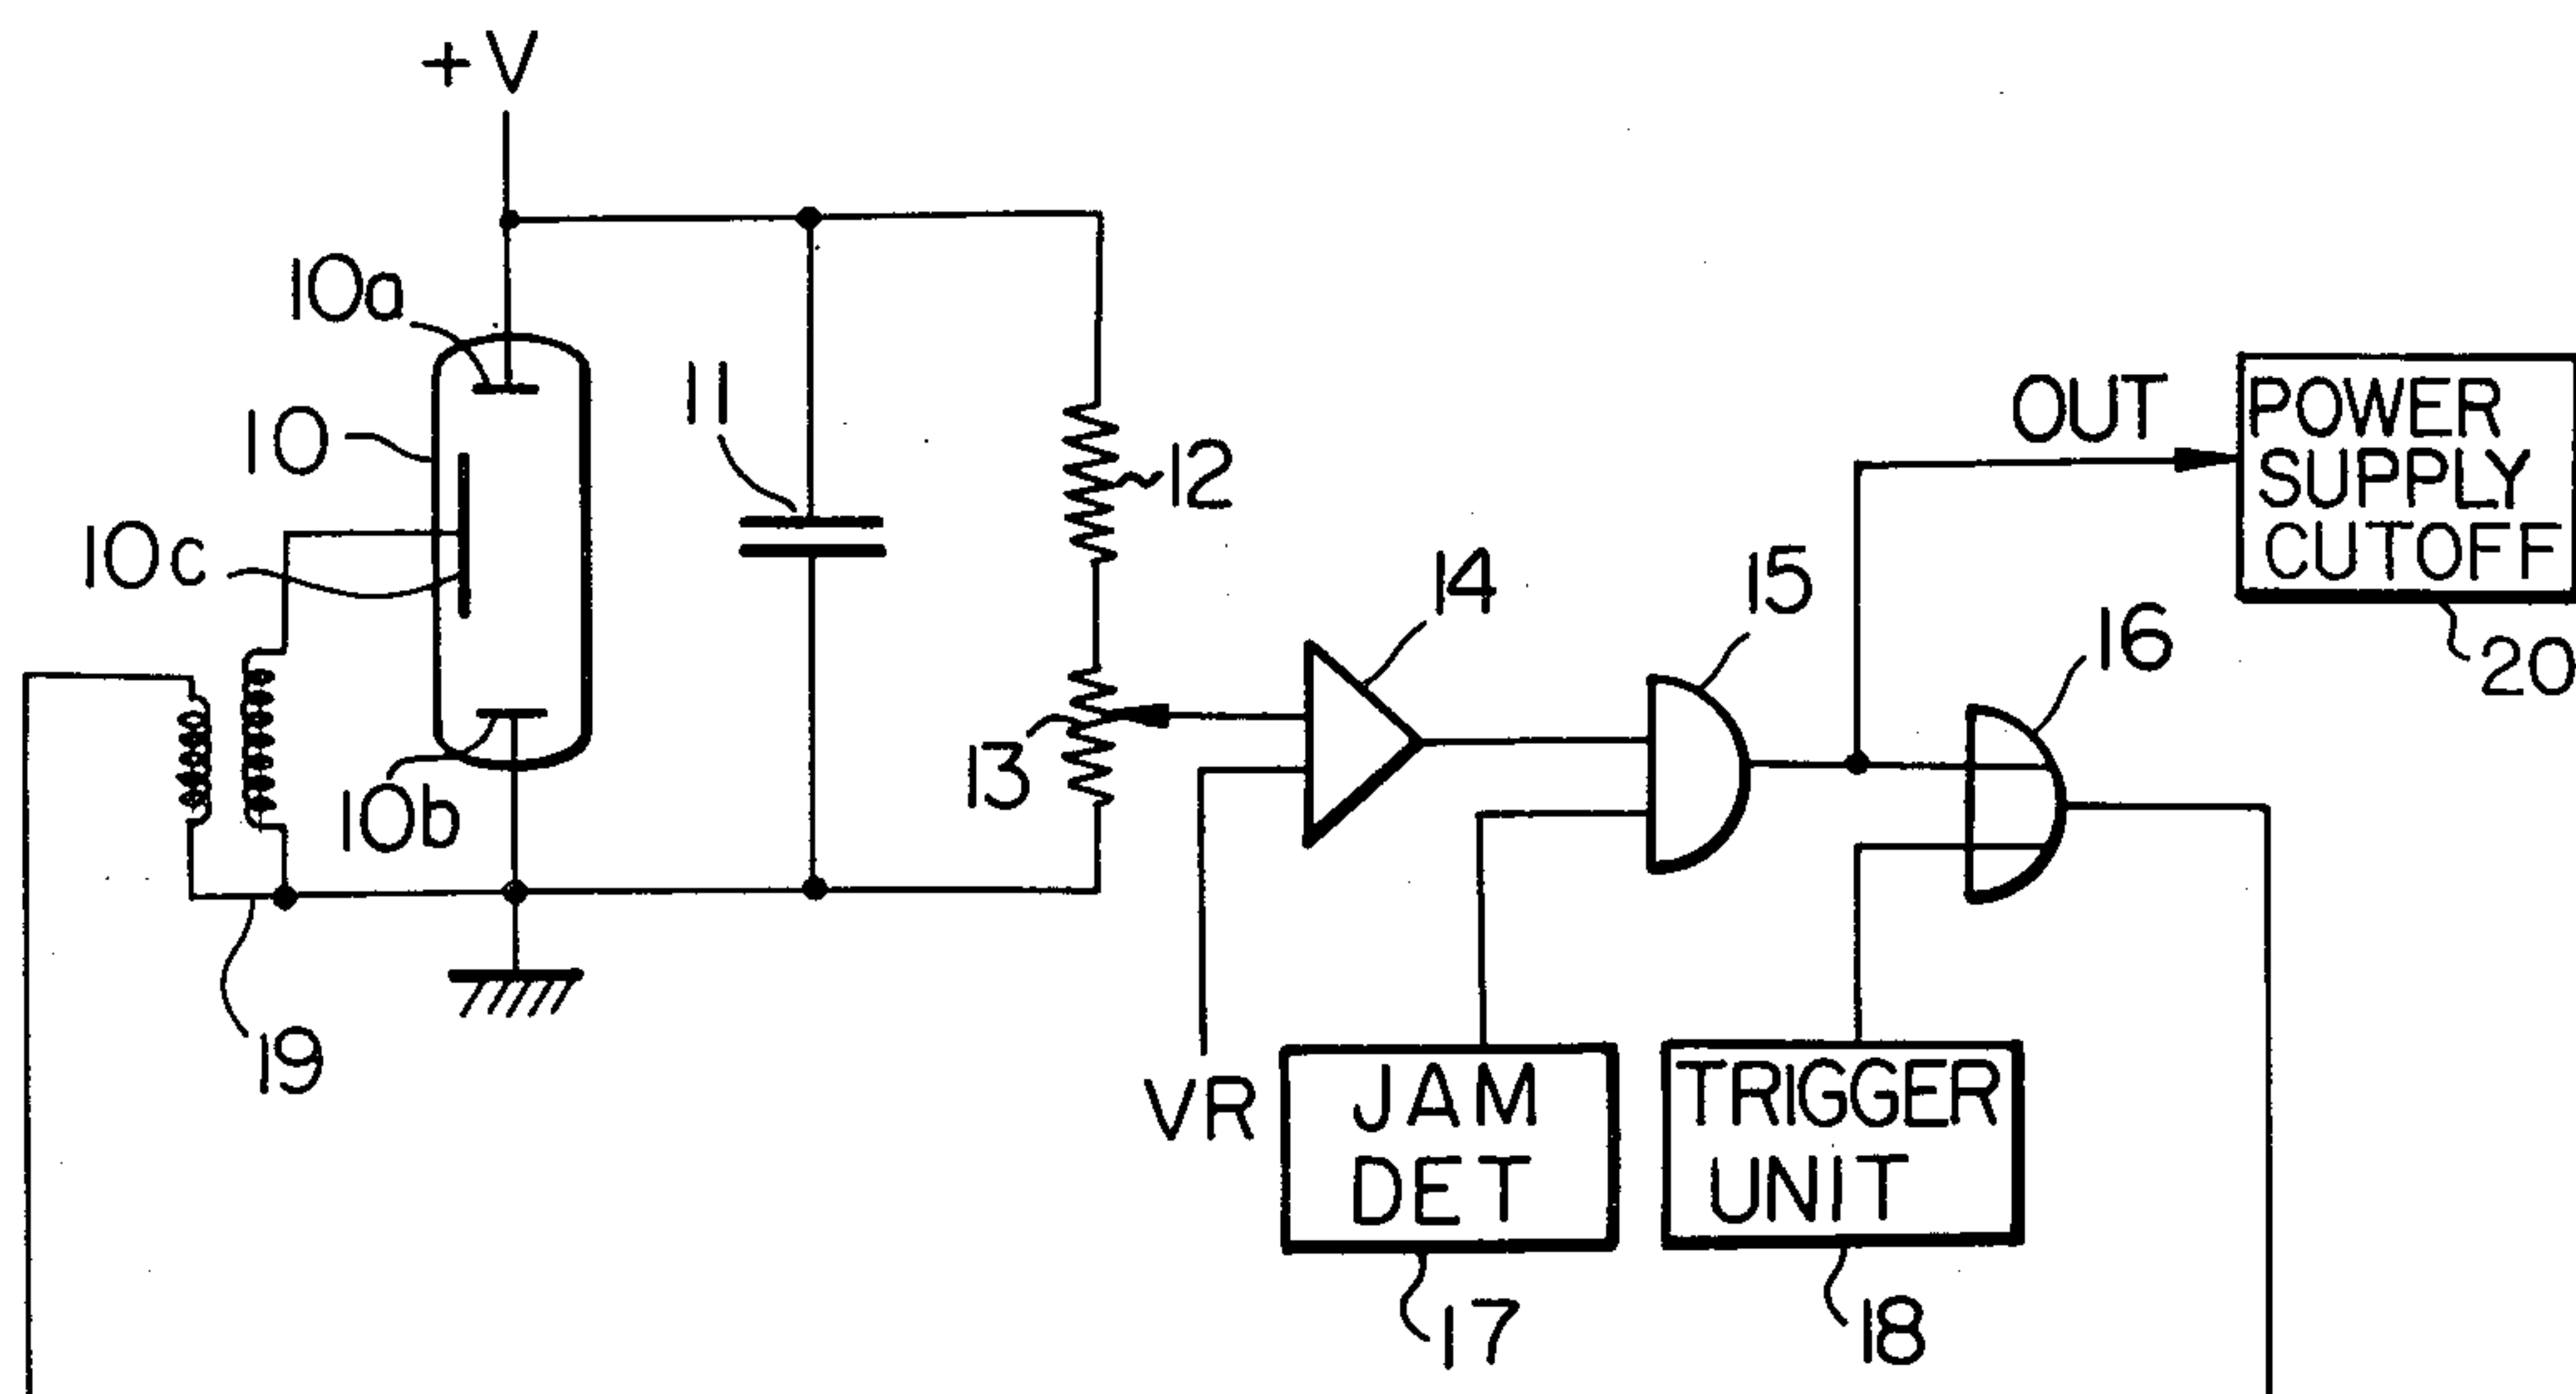 +V
10a
10
11
12
OUT
POWER
SUPPLY
CUTOFF
10c
14
15
16
20
13
10b
19
VR
JAM
DET
TRIGGER
UNIT
17
18